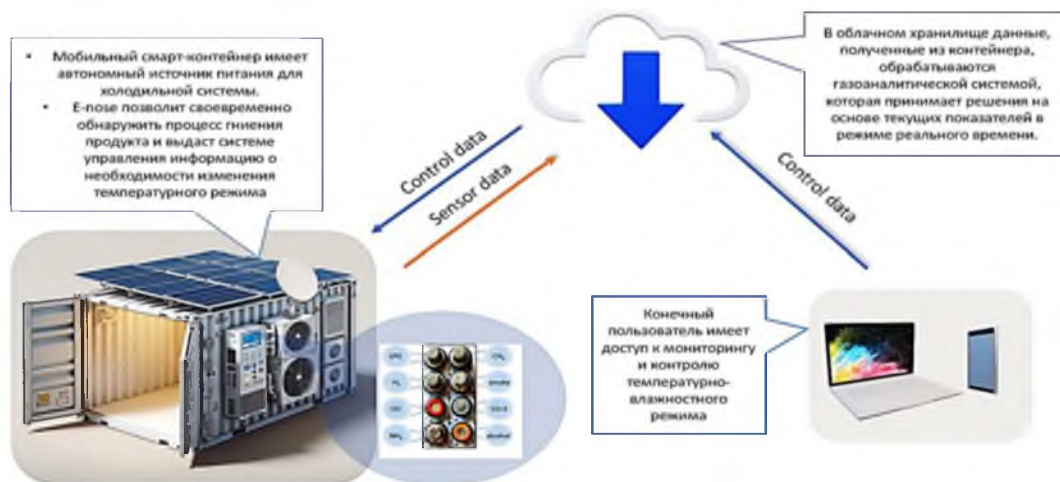 • Мобильный смарт-контейнер имеет
автономный источник питания для
холодильной системы.
• E-nose позволит своевременно
обнаружить процесс гниения
продукта и выдаст системе
управления информацию о
необходимости изменения
температурного режима
В облачном хранилище данные,
полученные из контейнера,
обрабатываются
газоаналитической системой,
которая принимает решения на
основе текущих показателей в
режиме реального времени.
Control data
Sensor data
Control data
Конечный
пользователь имеет
доступ к мониторингу
и контролю
температурно-
влажностного
режима
smoke
alcohol